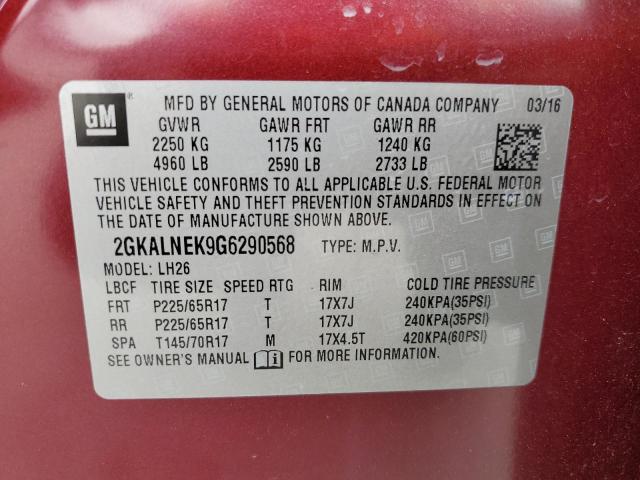 GM ® MFD BY GENERAL MOTORS OF CANADA COMPANY 03/16
GVWR GAWR FRT GAWR RR
2250 KG 1175 KG 1240 KG
4960 LB 2590 LB 2733 LB
THIS VEHICLE CONFORMS TO ALL APPLICABLE U.S. FEDERAL MOTOR
VEHICLE SAFETY AND THEFT PREVENTION STANDARDS IN EFFECT ON
THE DATE OF MANUFACTURE SHOWN ABOVE.
2GKALNEK9G6290568 TYPE: M.P.V.
MODEL: LH26
LBCF TIRE SIZE SPEED RTG RIM COLD TIRE PRESSURE
FRT P225/65R17 T 17X7J 240KPA(35PSI)
RR P225/65R17 T 17X7J 240KPA(35PSI)
SPA T145/70R17 M 17X4.5T 420KPA(60PSI)
SEE OWNER'S MANUAL FOR MORE INFORMATION.